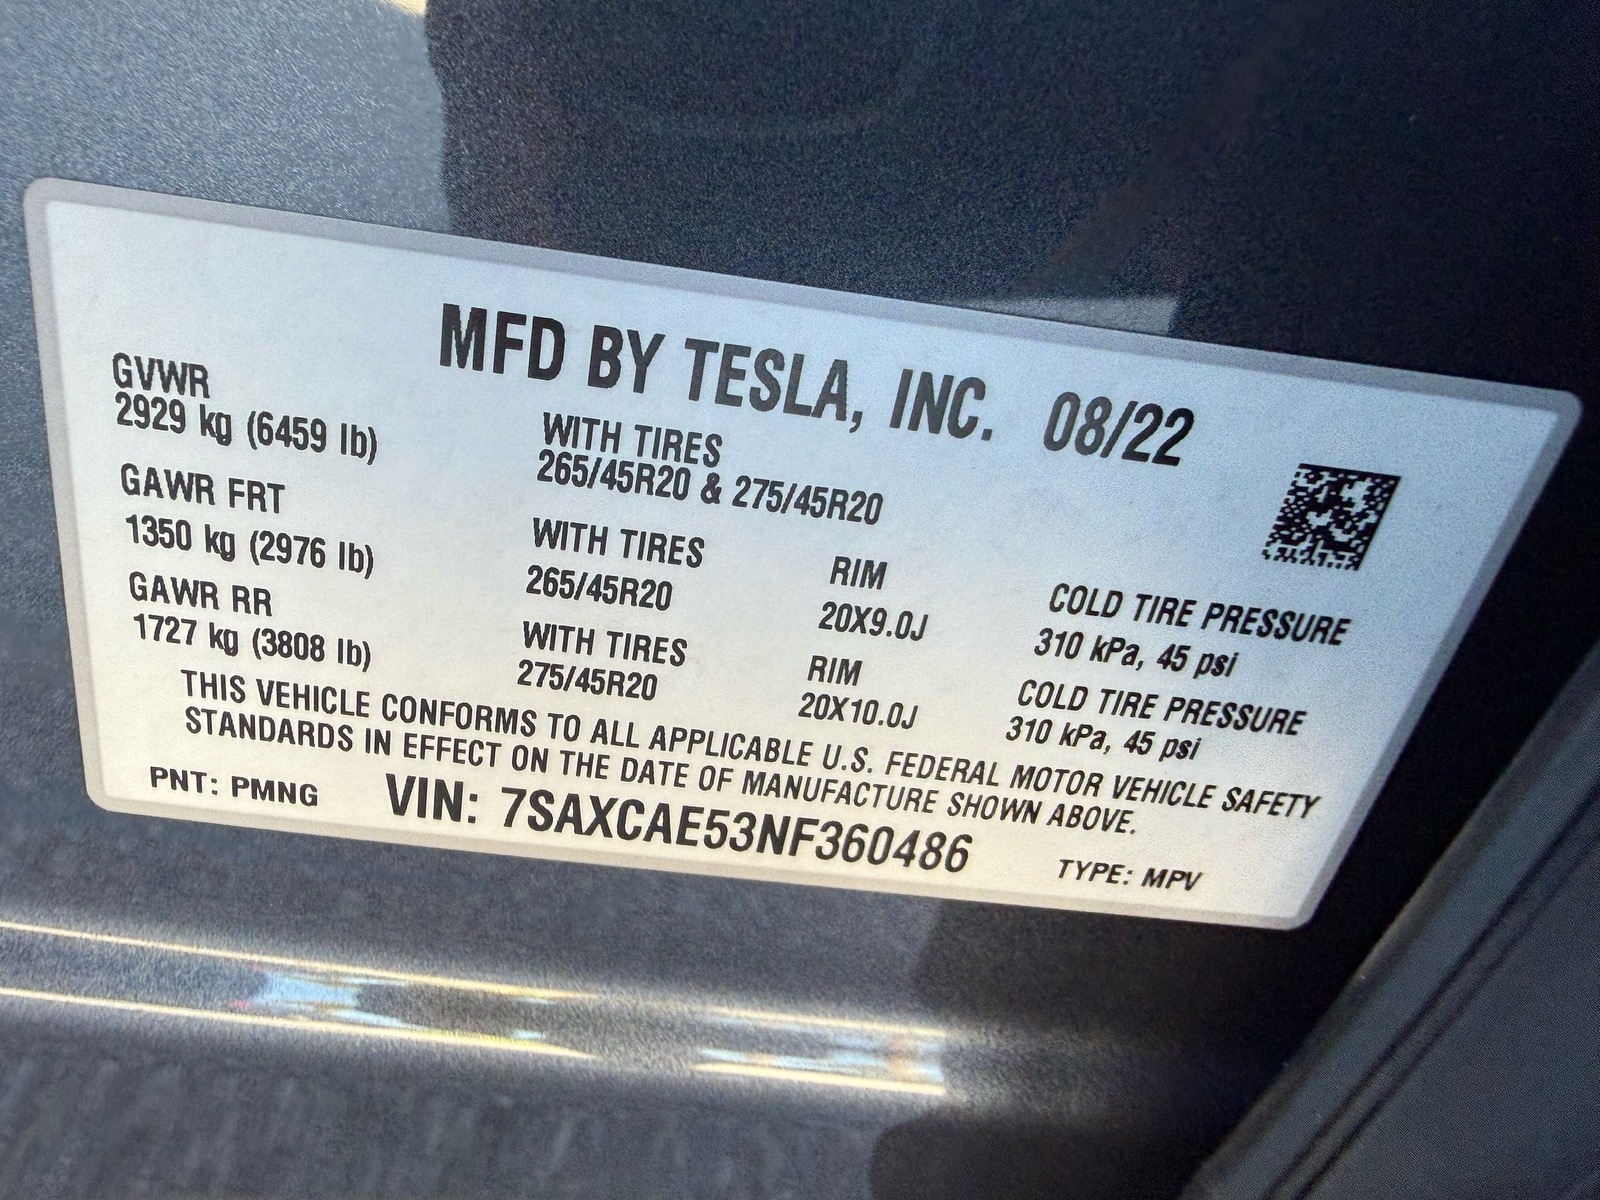 MFD BY TESLA, INC. 08/22
GVWR
2929 kg (6459 lb)
WITH TIRES
265/45R20 & 275/45R20
GAWR FRT
1350 kg (2976 lb)
WITH TIRES
265/45R20
RIM
20X9.0J
COLD TIRE PRESSURE
310 kPa, 45 psi
GAWR RR
1727 kg (3808 lb)
WITH TIRES
275/45R20
RIM
20X10.0J
COLD TIRE PRESSURE
310 kPa, 45 psi
THIS VEHICLE CONFORMS TO ALL APPLICABLE U.S. FEDERAL MOTOR VEHICLE SAFETY
STANDARDS IN EFFECT ON THE DATE OF MANUFACTURE SHOWN ABOVE.
PNT: PMNG
VIN: 7SAXCAE53NF360486
TYPE: MPV